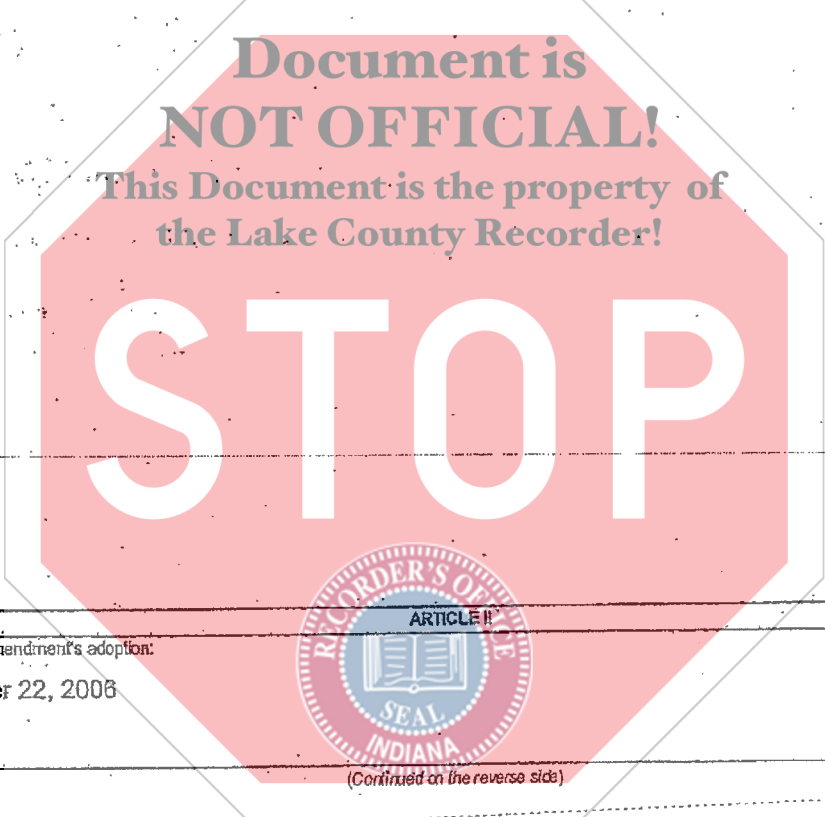 Document is
NOT OFFICIAL!
This Document is the property of
the Lake County Recorder!
STOP
RECORDER'S OFFICE
ARTICLE II
endment's adoption:
r 22, 2006
SEAL
INDIANA
(Continued on the reverse side)